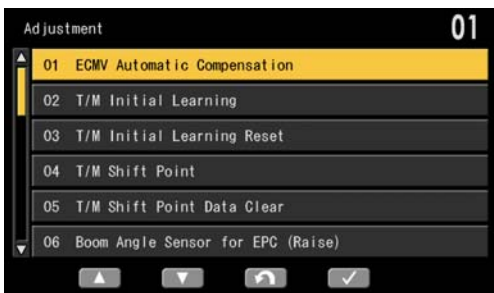 Adjustment 01
01 ECMV Automatic Compensation
02 T/M Initial Learning
03 T/M Initial Learning Reset
04 T/M Shift Point
05 T/M Shift Point Data Clear
06 Boom Angle Sensor for EPC (Raise)